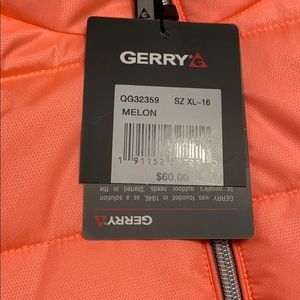 GERRY
QG32359 SZ XL-16
MELON
$60.00
to people's outdoor needs. Started in the
GERRY was founded in 1946, as a solution
GERRY